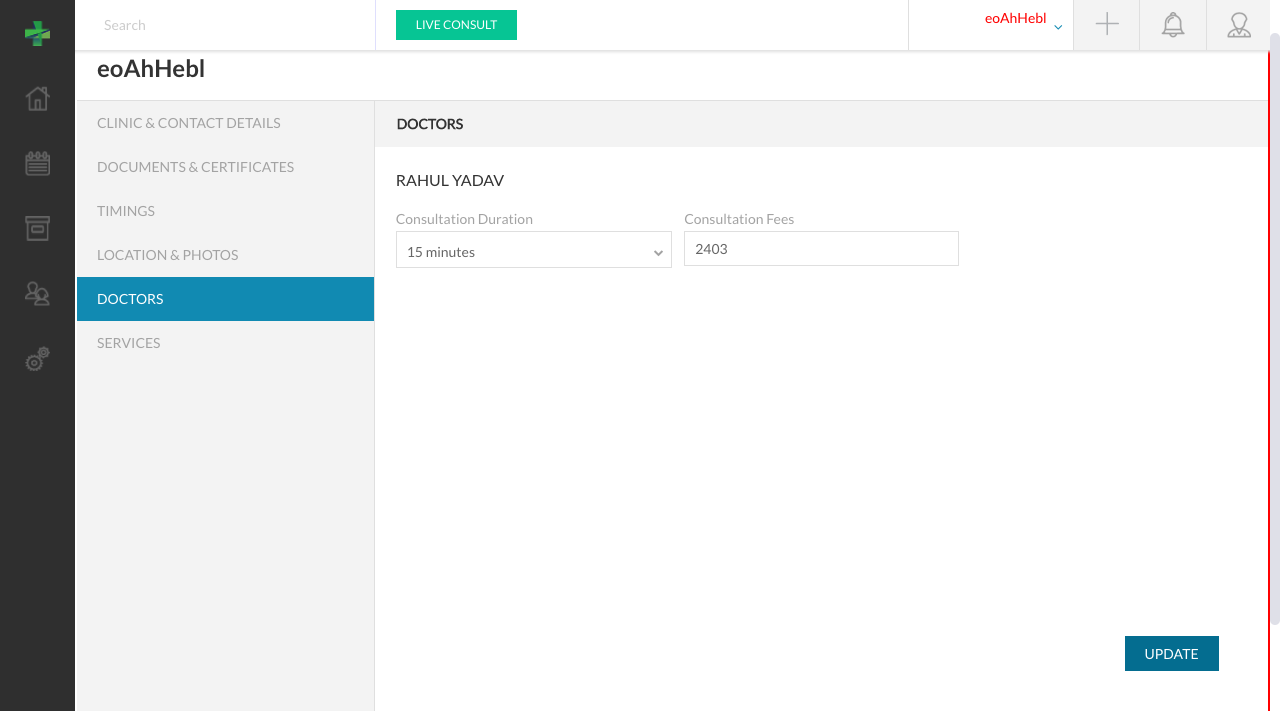 Search
LIVE CONSULT
eoAhHebl
eoAhHebl
CLINIC & CONTACT DETAILS
DOCUMENTS & CERTIFICATES
TIMINGS
LOCATION & PHOTOS
DOCTORS
SERVICES
DOCTORS
RAHUL YADAV
Consultation Duration
15 minutes
Consultation Fees
2403
UPDATE